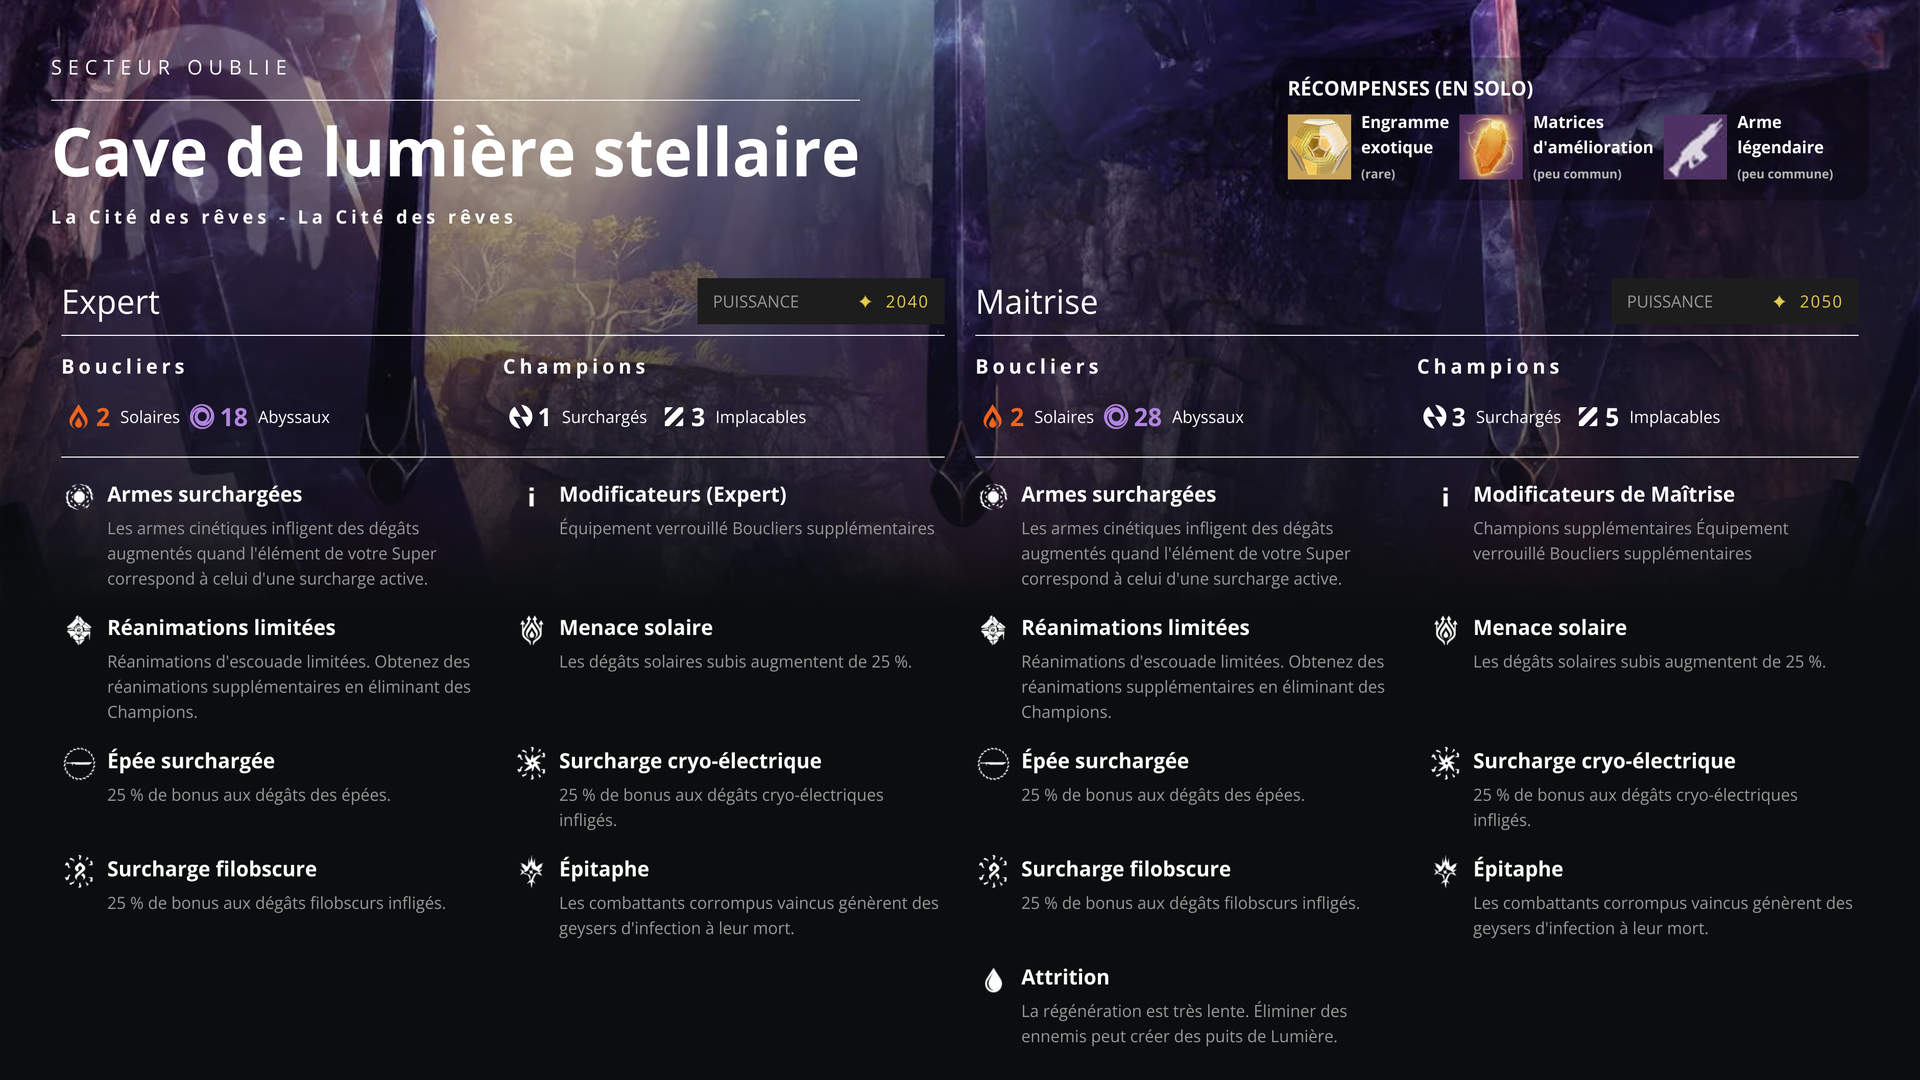 SECTEUR OUBLIE
Cave de lumière stellaire
La Cité des rêves - La Cité des rêves
RÉCOMPENSES (EN SOLO)
Engramme
exotique
(rare)
Matrices
d'amélioration
(peu commun)
Arme
légendaire
(peu commune)
Expert
PUISSANCE 2040
Boucliers
2 Solaires 18 Abyssaux
Champions
1 Surchargés 3 Implacables
Armes surchargées
Les armes cinétiques infligent des dégâts
augmentés quand l'élément de votre Super
correspond à celui d'une surcharge active.
Modificateurs (Expert)
Équipement verrouillé Boucliers supplémentaires
Réanimations limitées
Réanimations d'escouade limitées. Obtenez des
réanimations supplémentaires en éliminant des
Champions.
Menace solaire
Les dégâts solaires subis augmentent de 25 %.
Épée surchargée
25 % de bonus aux dégâts des épées.
Surcharge cryo-électrique
25 % de bonus aux dégâts cryo-électriques
infligés.
Surcharge filobscure
25 % de bonus aux dégâts filobscurs infligés.
Épitaphe
Les combattants corrompus vaincus génèrent des
geysers d'infection à leur mort.
Maitrise
PUISSANCE 2050
Boucliers
2 Solaires 28 Abyssaux
Champions
3 Surchargés 5 Implacables
Armes surchargées
Les armes cinétiques infligent des dégâts
augmentés quand l'élément de votre Super
correspond à celui d'une surcharge active.
Modificateurs de Maîtrise
Champions supplémentaires Équipement
verrouillé Boucliers supplémentaires
Réanimations limitées
Réanimations d'escouade limitées. Obtenez des
réanimations supplémentaires en éliminant des
Champions.
Menace solaire
Les dégâts solaires subis augmentent de 25 %.
Épée surchargée
25 % de bonus aux dégâts des épées.
Surcharge cryo-électrique
25 % de bonus aux dégâts cryo-électriques
infligés.
Surcharge filobscure
25 % de bonus aux dégâts filobscurs infligés.
Épitaphe
Les combattants corrompus vaincus génèrent des
geysers d'infection à leur mort.
Attrition
La régénération est très lente. Éliminer des
ennemis peut créer des puits de Lumière.